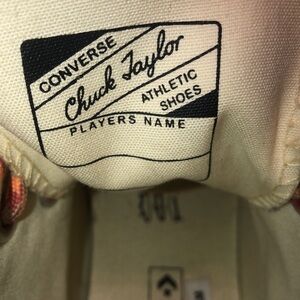 CONVERSE
Chuck Taylor
ATHLETIC
SHOES
PLAYERS NAME